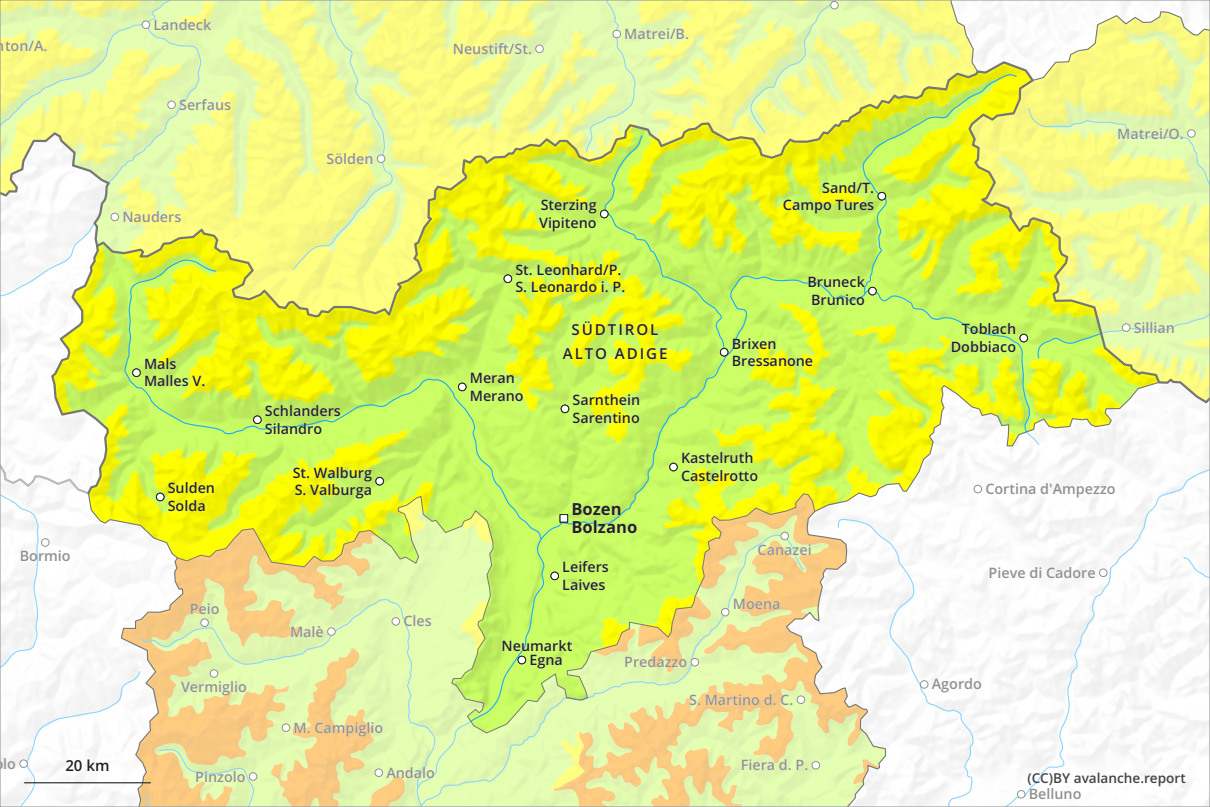 Landeck
Matrei/B.
nton/A.
Neustift/St.
Serfaus
Matrei/O.
Sölden
Sand/T.
Campo Tures
Sterzing
Vipiteno
Nauders
St. Leonhard/P.
S. Leonardo i. P.
Bruneck
Brunico
SÜDTIROL
ALTO ADIGE
Toblach
Dobbiaco
Sillian
Brixen
Bressanone
Mals
Malles V.
Meran
Merano
Sarnthein
Sarentino
Schlanders
Silandro
Kastelruth
Castelrotto
St. Walburg
S. Valburga
Sulden
Solda
Cortina d'Ampezzo
Bozen
Bolzano
Bormio
Canazei
Leifers
Laives
Pieve di Cadore
Peio
Moena
Malè
Cles
Neumarkt
Egna
Predazzo
Vermiglio
Agordo
S. Martino d. C.
M. Campiglio
20 km
Pinzolo
Andalo
Fiera d. P.
(CC)BY avalanche.report
Belluno